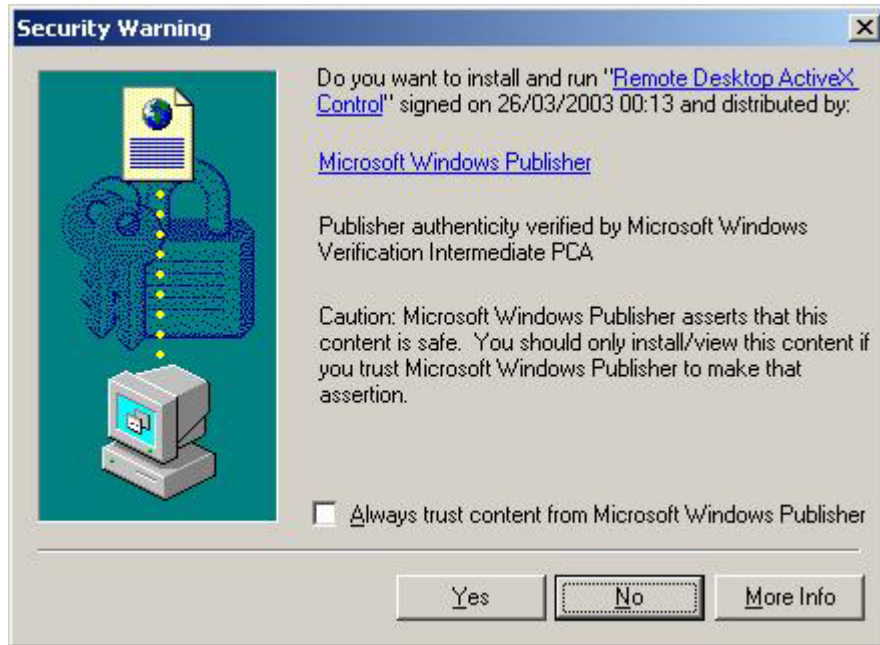 Security Warning
Do you want to install and run "Remote Desktop ActiveX
Control" signed on 26/03/2003 00:13 and distributed by:
Microsoft Windows Publisher
Publisher authenticity verified by Microsoft Windows
Verification Intermediate PCA
Caution: Microsoft Windows Publisher asserts that this
content is safe.  You should only install/view this content if
you trust Microsoft Windows Publisher to make that
assertion.
Always trust content from Microsoft Windows Publisher
Yes
No
More Info